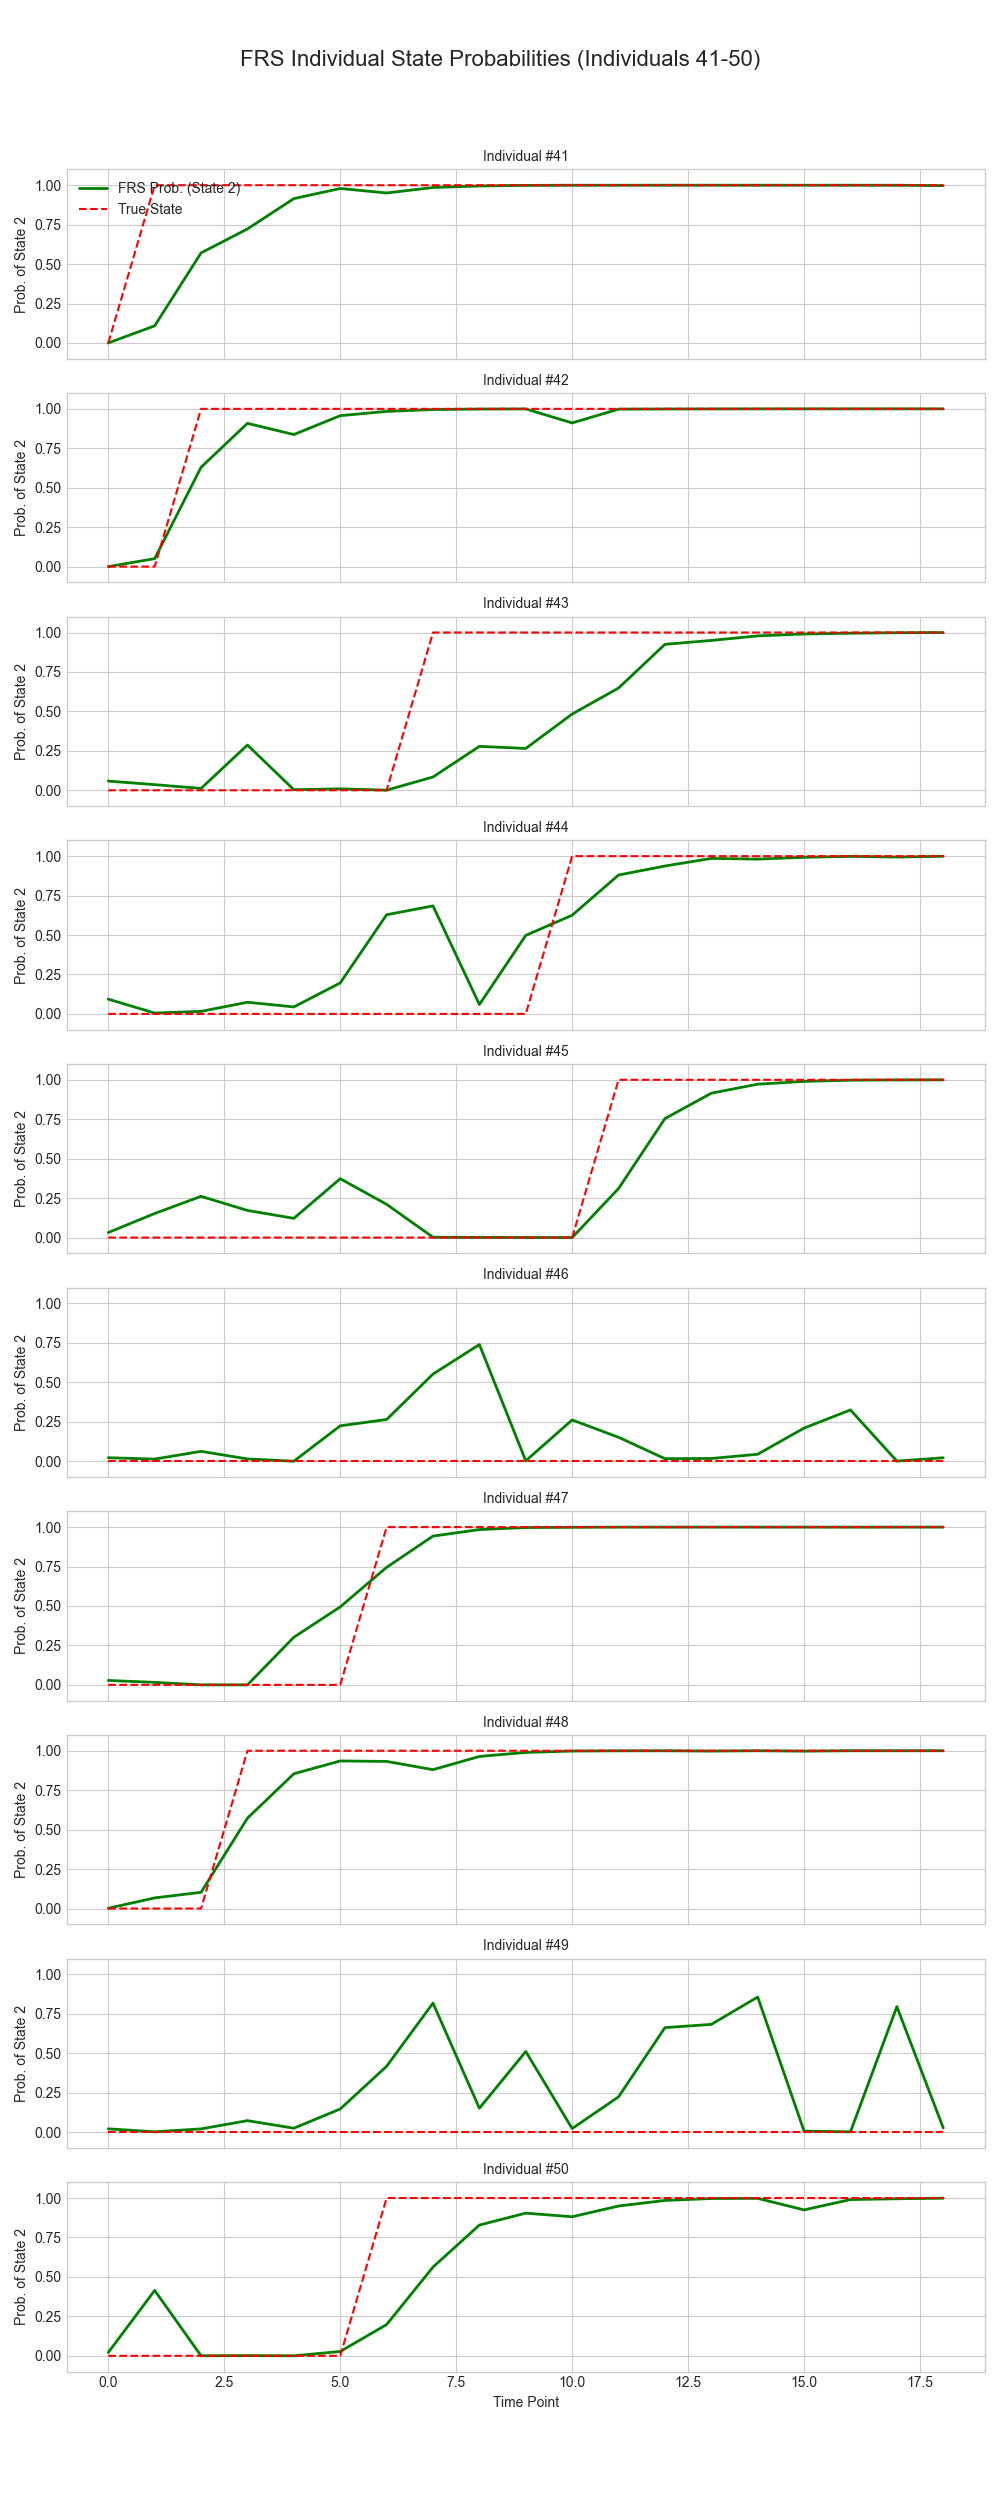 FRS Individual State Probabilities (Individuals 41-50)
Individual #41
FRS Prob. (State 2)
True State
Prob. of State 2
1.00
0.75
0.50
0.25
0.00
Individual #42
Prob. of State 2
1.00
0.75
0.50
0.25
0.00
Individual #43
Prob. of State 2
1.00
0.75
0.50
0.25
0.00
Individual #44
Prob. of State 2
1.00
0.75
0.50
0.25
0.00
Individual #45
Prob. of State 2
1.00
0.75
0.50
0.25
0.00
Individual #46
Prob. of State 2
1.00
0.75
0.50
0.25
0.00
Individual #47
Prob. of State 2
1.00
0.75
0.50
0.25
0.00
Individual #48
Prob. of State 2
1.00
0.75
0.50
0.25
0.00
Individual #49
Prob. of State 2
1.00
0.75
0.50
0.25
0.00
Individual #50
Prob. of State 2
1.00
0.75
0.50
0.25
0.00
0.0 2.5 5.0 7.5 10.0 12.5 15.0 17.5
Time Point